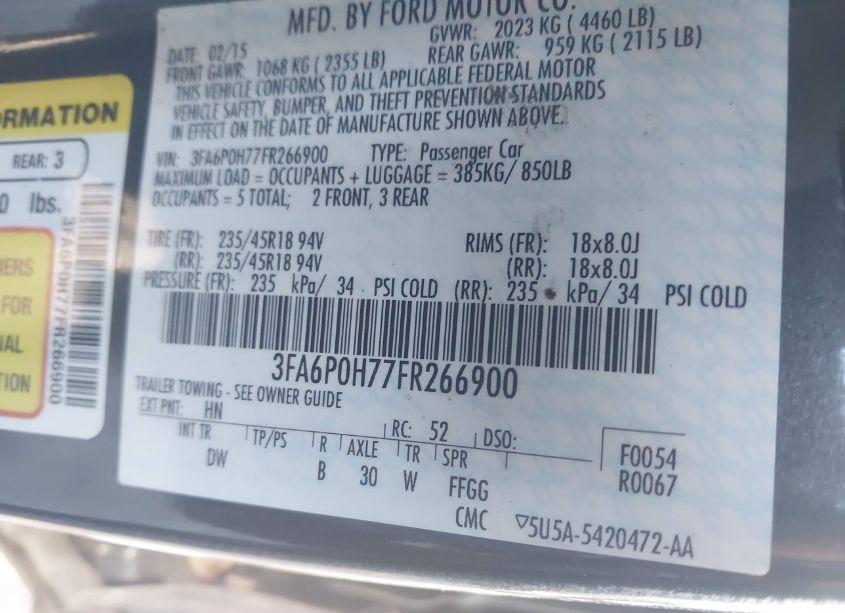 MFD. BY FORD MOTOR CO.
DATE: 02/15
GVWR: 2023 KG ( 4460 LB)
FRONT GAWR: 1068 KG ( 2355 LB)
REAR GAWR: 959 KG ( 2115 LB)
THIS VEHICLE CONFORMS TO ALL APPLICABLE FEDERAL MOTOR
VEHICLE SAFETY, BUMPER, AND THEFT PREVENTION STANDARDS
IN EFFECT ON THE DATE OF MANUFACTURE SHOWN ABOVE.
VIN: 3FA6P0H77FR266900 TYPE: Passenger Car
MAXIMUM LOAD = OCCUPANTS + LUGGAGE = 385KG/ 850LB
OCCUPANTS = 5 TOTAL; 2 FRONT, 3 REAR
TIRE (FR): 235/45R18 94V RIMS (FR): 18x8.0J
(RR): 235/45R18 94V (RR): 18x8.0J
PRESSURE (FR): 235 kPa/ 34 PSI COLD (RR): 235 kPa/ 34 PSI COLD
3FA6P0H77FR266900
TRAILER TOWING - SEE OWNER GUIDE
EXT PNT: HN RC: 52 DSO:
INT TR TP/PS R AXLE TR SPR
DW B 30 W FFGG
F0054
R0067
CMC ▽5U5A-5420472-AA
RMATION
REAR: 3
0 lbs.
ERS
FOR
NAL
TION
3FA6P0H77FR266900